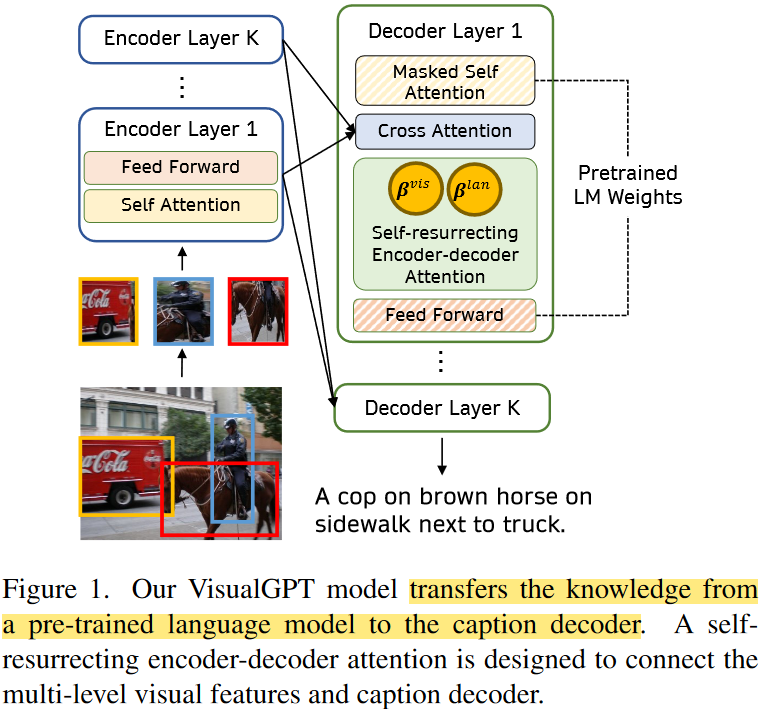 Encoder Layer K
⋮
Encoder Layer 1
Feed Forward
Self Attention
Cola
Cola
Decoder Layer 1
Masked Self
Attention
Cross Attention
β^vis β^lan
Self-resurrecting
Encoder-decoder
Attention
Feed Forward
Pretrained
LM Weights
⋮
Decoder Layer K
A cop on brown horse on
sidewalk next to truck.
Figure 1. Our VisualGPT model transfers the knowledge from
a pre-trained language model to the caption decoder. A self-
resurrecting encoder-decoder attention is designed to connect the
multi-level visual features and caption decoder.